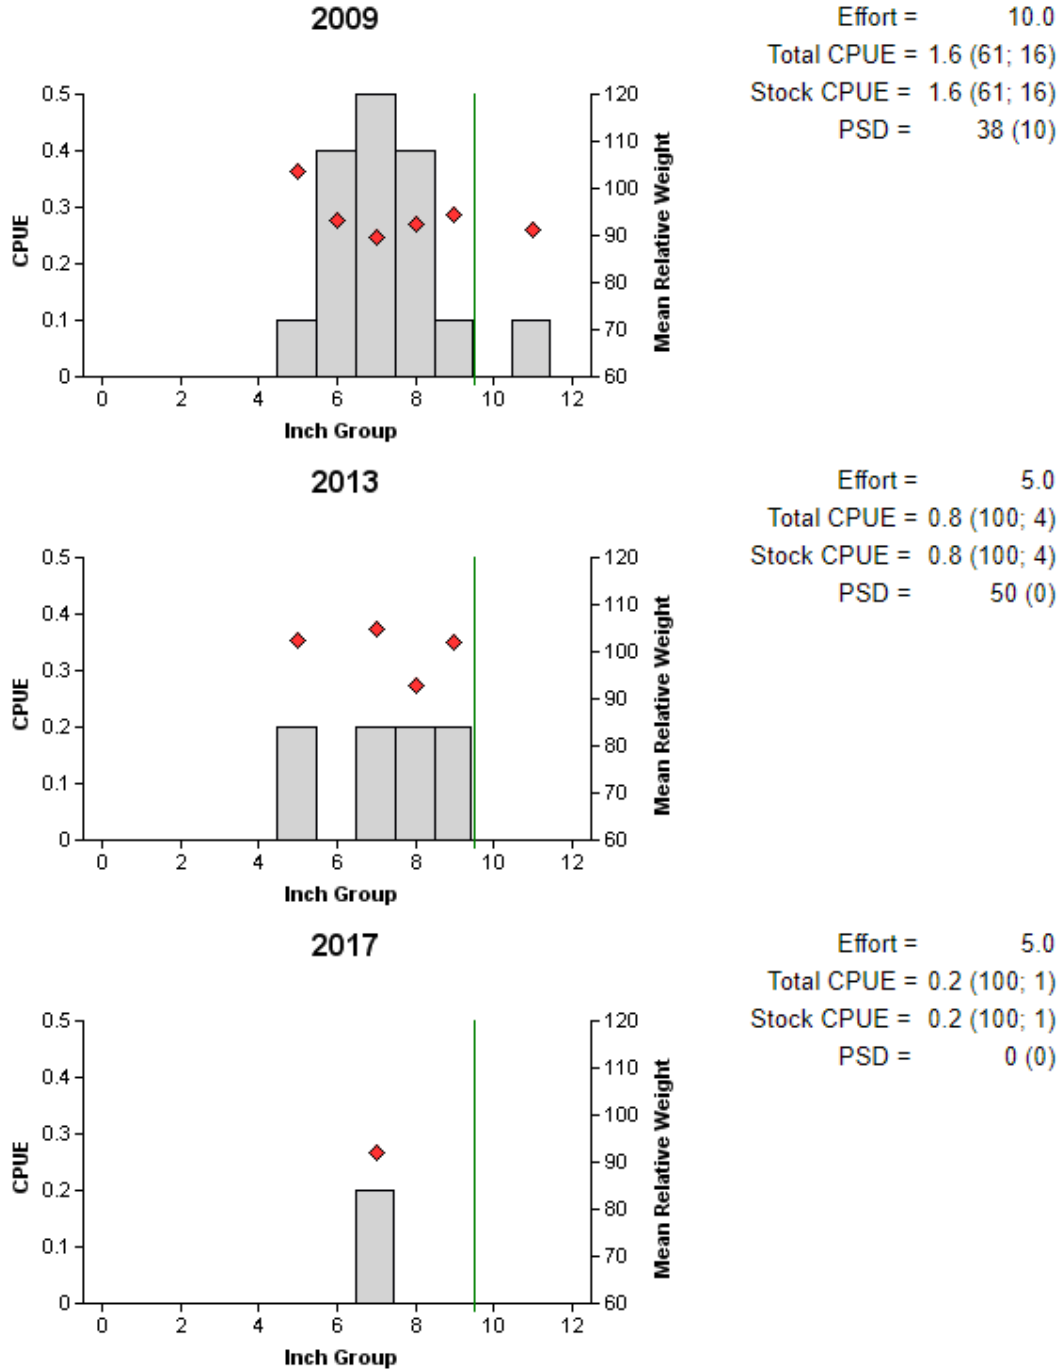 2009
Effort = 10.0
Total CPUE = 1.6 (61; 16)
Stock CPUE = 1.6 (61; 16)
PSD = 38 (10)
CPUE
0.5
0.4
0.3
0.2
0.1
0
120
110
100
90
80
70
60
Mean Relative Weight
0 2 4 6 8 10 12
Inch Group
2013
Effort = 5.0
Total CPUE = 0.8 (100; 4)
Stock CPUE = 0.8 (100; 4)
PSD = 50 (0)
CPUE
0.5
0.4
0.3
0.2
0.1
0
120
110
100
90
80
70
60
Mean Relative Weight
0 2 4 6 8 10 12
Inch Group
2017
Effort = 5.0
Total CPUE = 0.2 (100; 1)
Stock CPUE = 0.2 (100; 1)
PSD = 0 (0)
CPUE
0.5
0.4
0.3
0.2
0.1
0
120
110
100
90
80
70
60
Mean Relative Weight
0 2 4 6 8 10 12
Inch Group